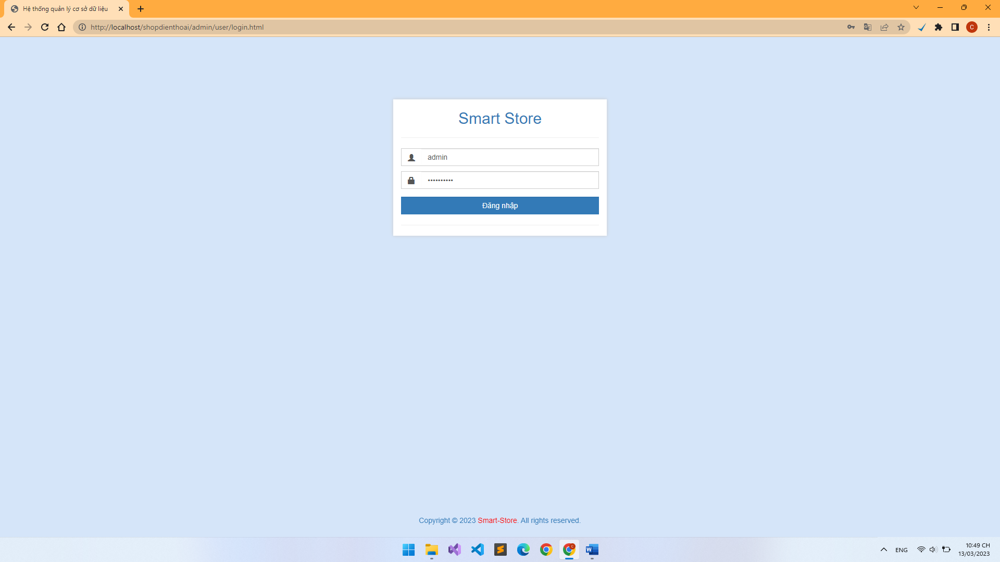 Hệ thống quản lý cơ sở dữ liệu
http://localhost/shopdienthoai/admin/user/login.html
C
Smart Store
admin
••••••••••
Đăng nhập
Copyright © 2023 Smart-Store. All rights reserved.
ENG
10:49 CH
13/03/2023